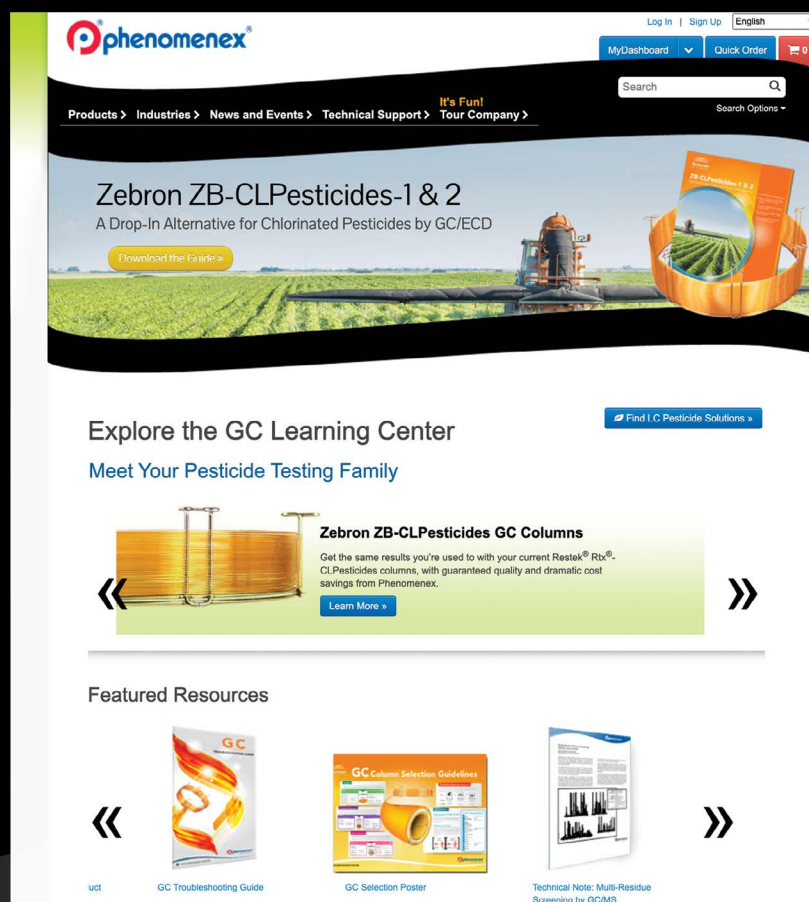 phenomenex®
Log In | Sign Up English
MyDashboard Quick Order 0
Search
Search Options
It's Fun!
Products > Industries > News and Events > Technical Support > Tour Company >
Zebron ZB-CLPesticides-1 & 2
A Drop-In Alternative for Chlorinated Pesticides by GC/ECD
Download the Guide »
ZB-CLPesticides-1 & 2
Explore the GC Learning Center
Find LC Pesticide Solutions »
Meet Your Pesticide Testing Family
Zebron ZB-CLPesticides GC Columns
Get the same results you're used to with your current Restek® Rtx®-
CLPesticides columns, with guaranteed quality and dramatic cost
savings from Phenomenex.
Learn More »
Featured Resources
GC
GC Column Selection Guidelines
phenomenex
uct
GC Troubleshooting Guide
GC Selection Poster
Technical Note: Multi-Residue
Screening by GC/MS